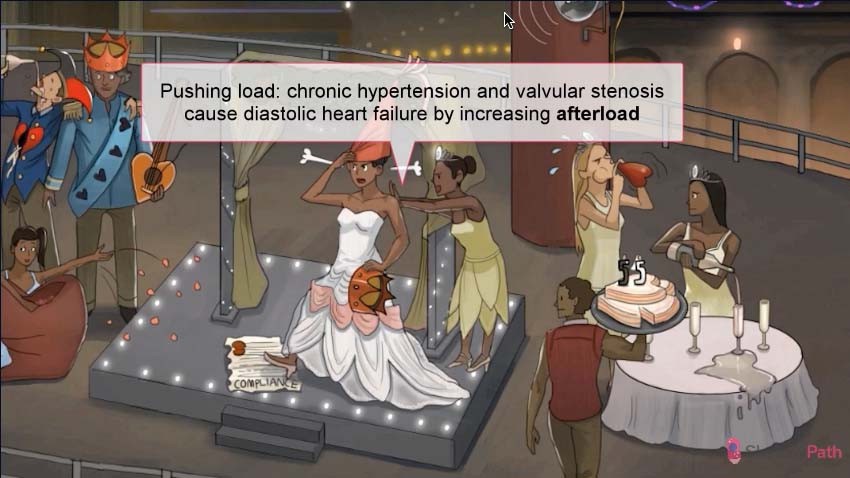 Pushing load: chronic hypertension and valvular stenosis
cause diastolic heart failure by increasing afterload
55
COMPLIANCE
Path